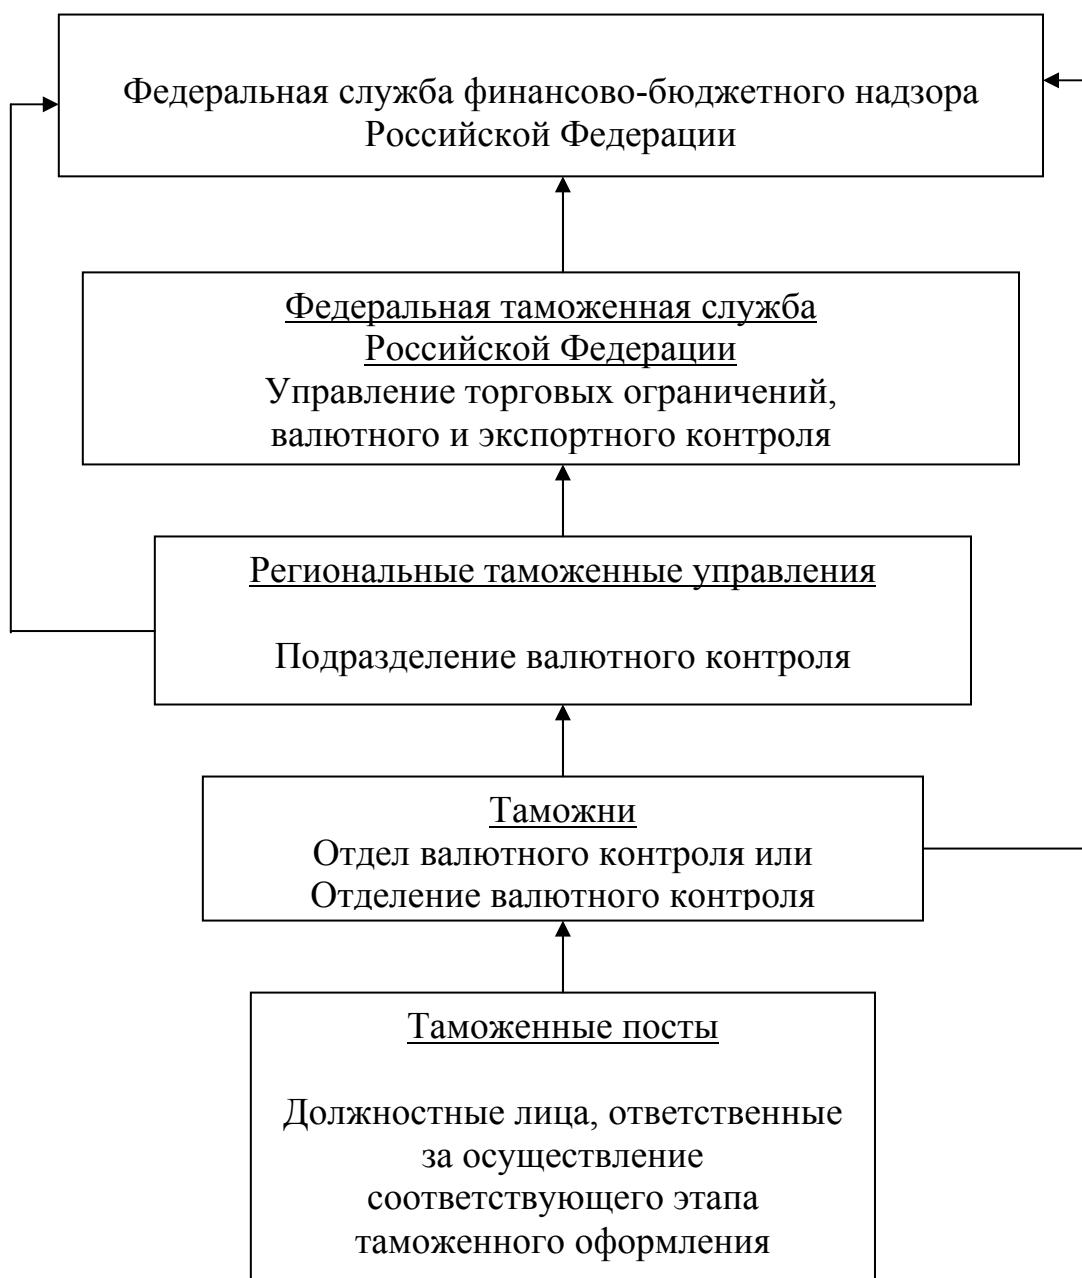 Федеральная служба финансово-бюджетного надзора
Российской Федерации
Федеральная таможенная служба
Российской Федерации
Управление торговых ограничений,
валютного и экспортного контроля
Региональные таможенные управления
Подразделение валютного контроля
Таможни
Отдел валютного контроля или
Отделение валютного контроля
Таможенные посты
Должностные лица, ответственные
за осуществление
соответствующего этапа
таможенного оформления